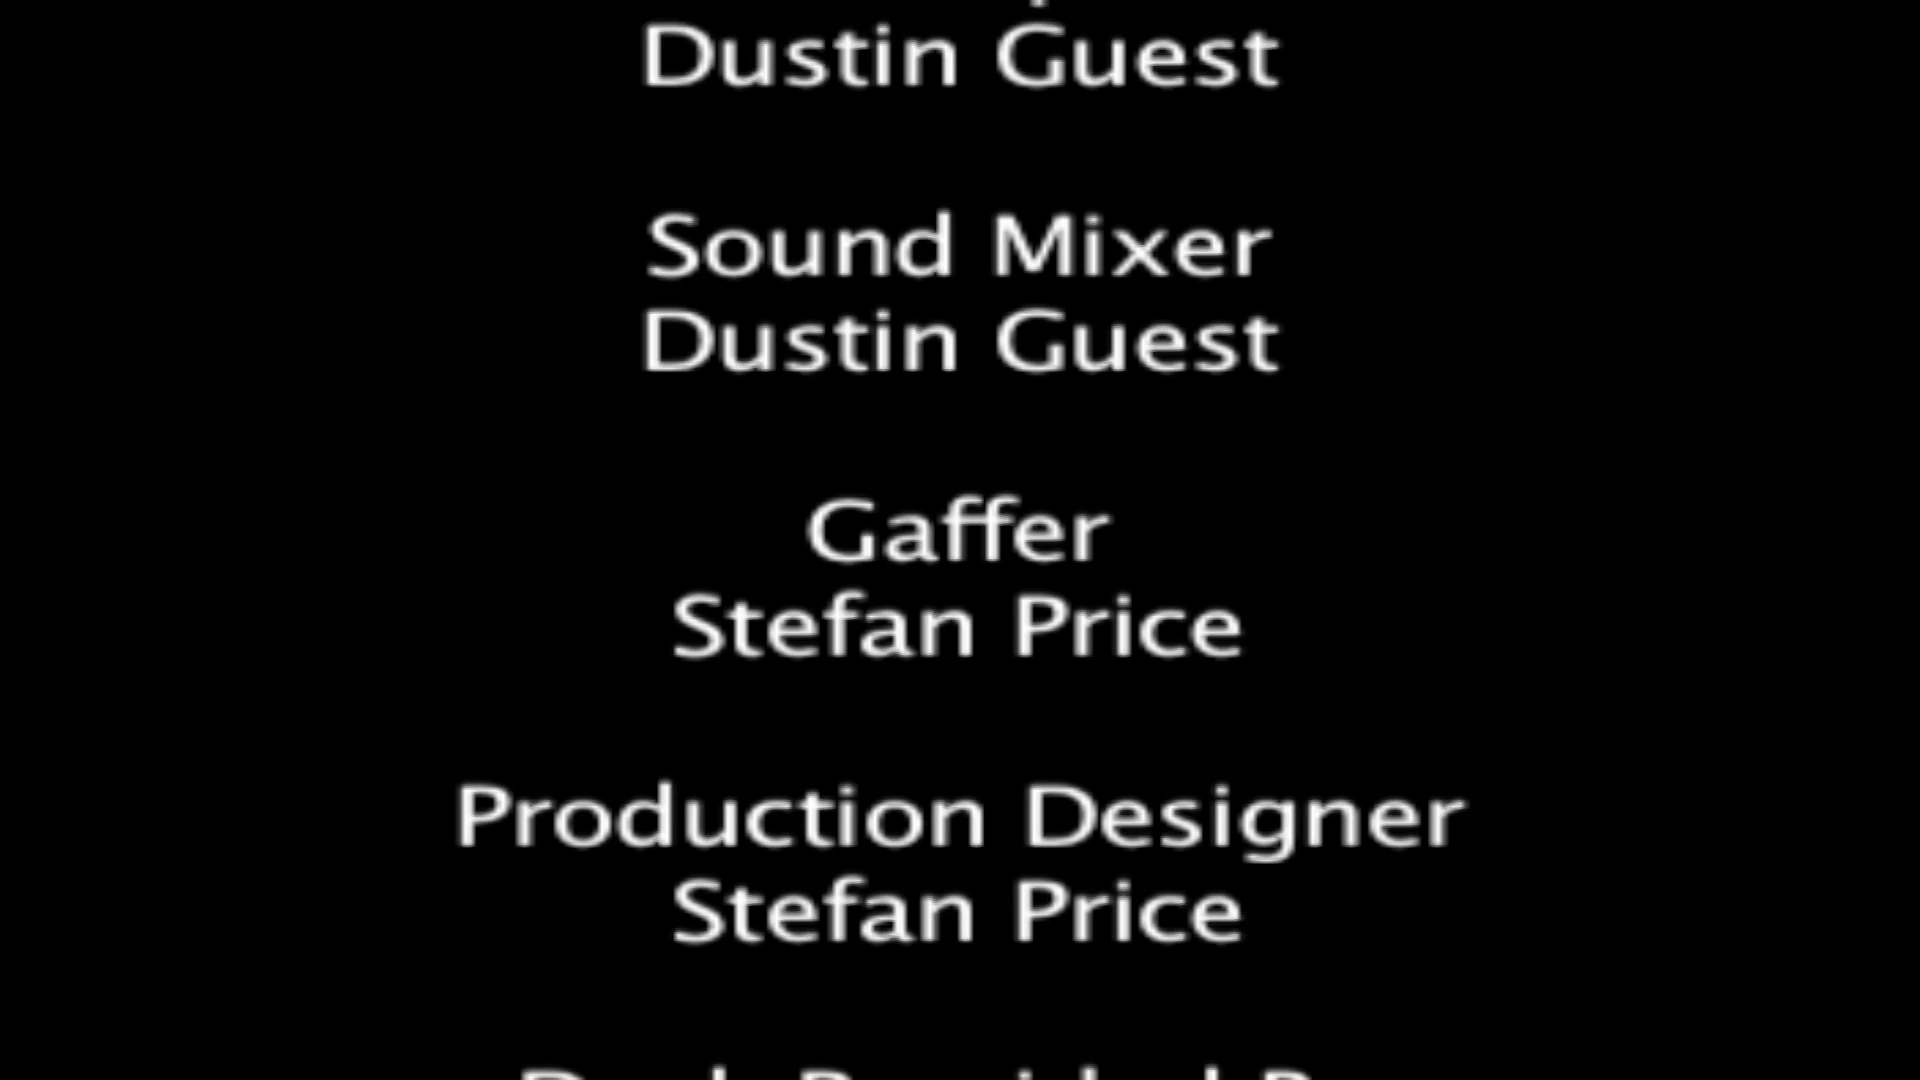 Dustin Guest
Sound Mixer
Dustin Guest
Gaffer
Stefan Price
Production Designer
Stefan Price